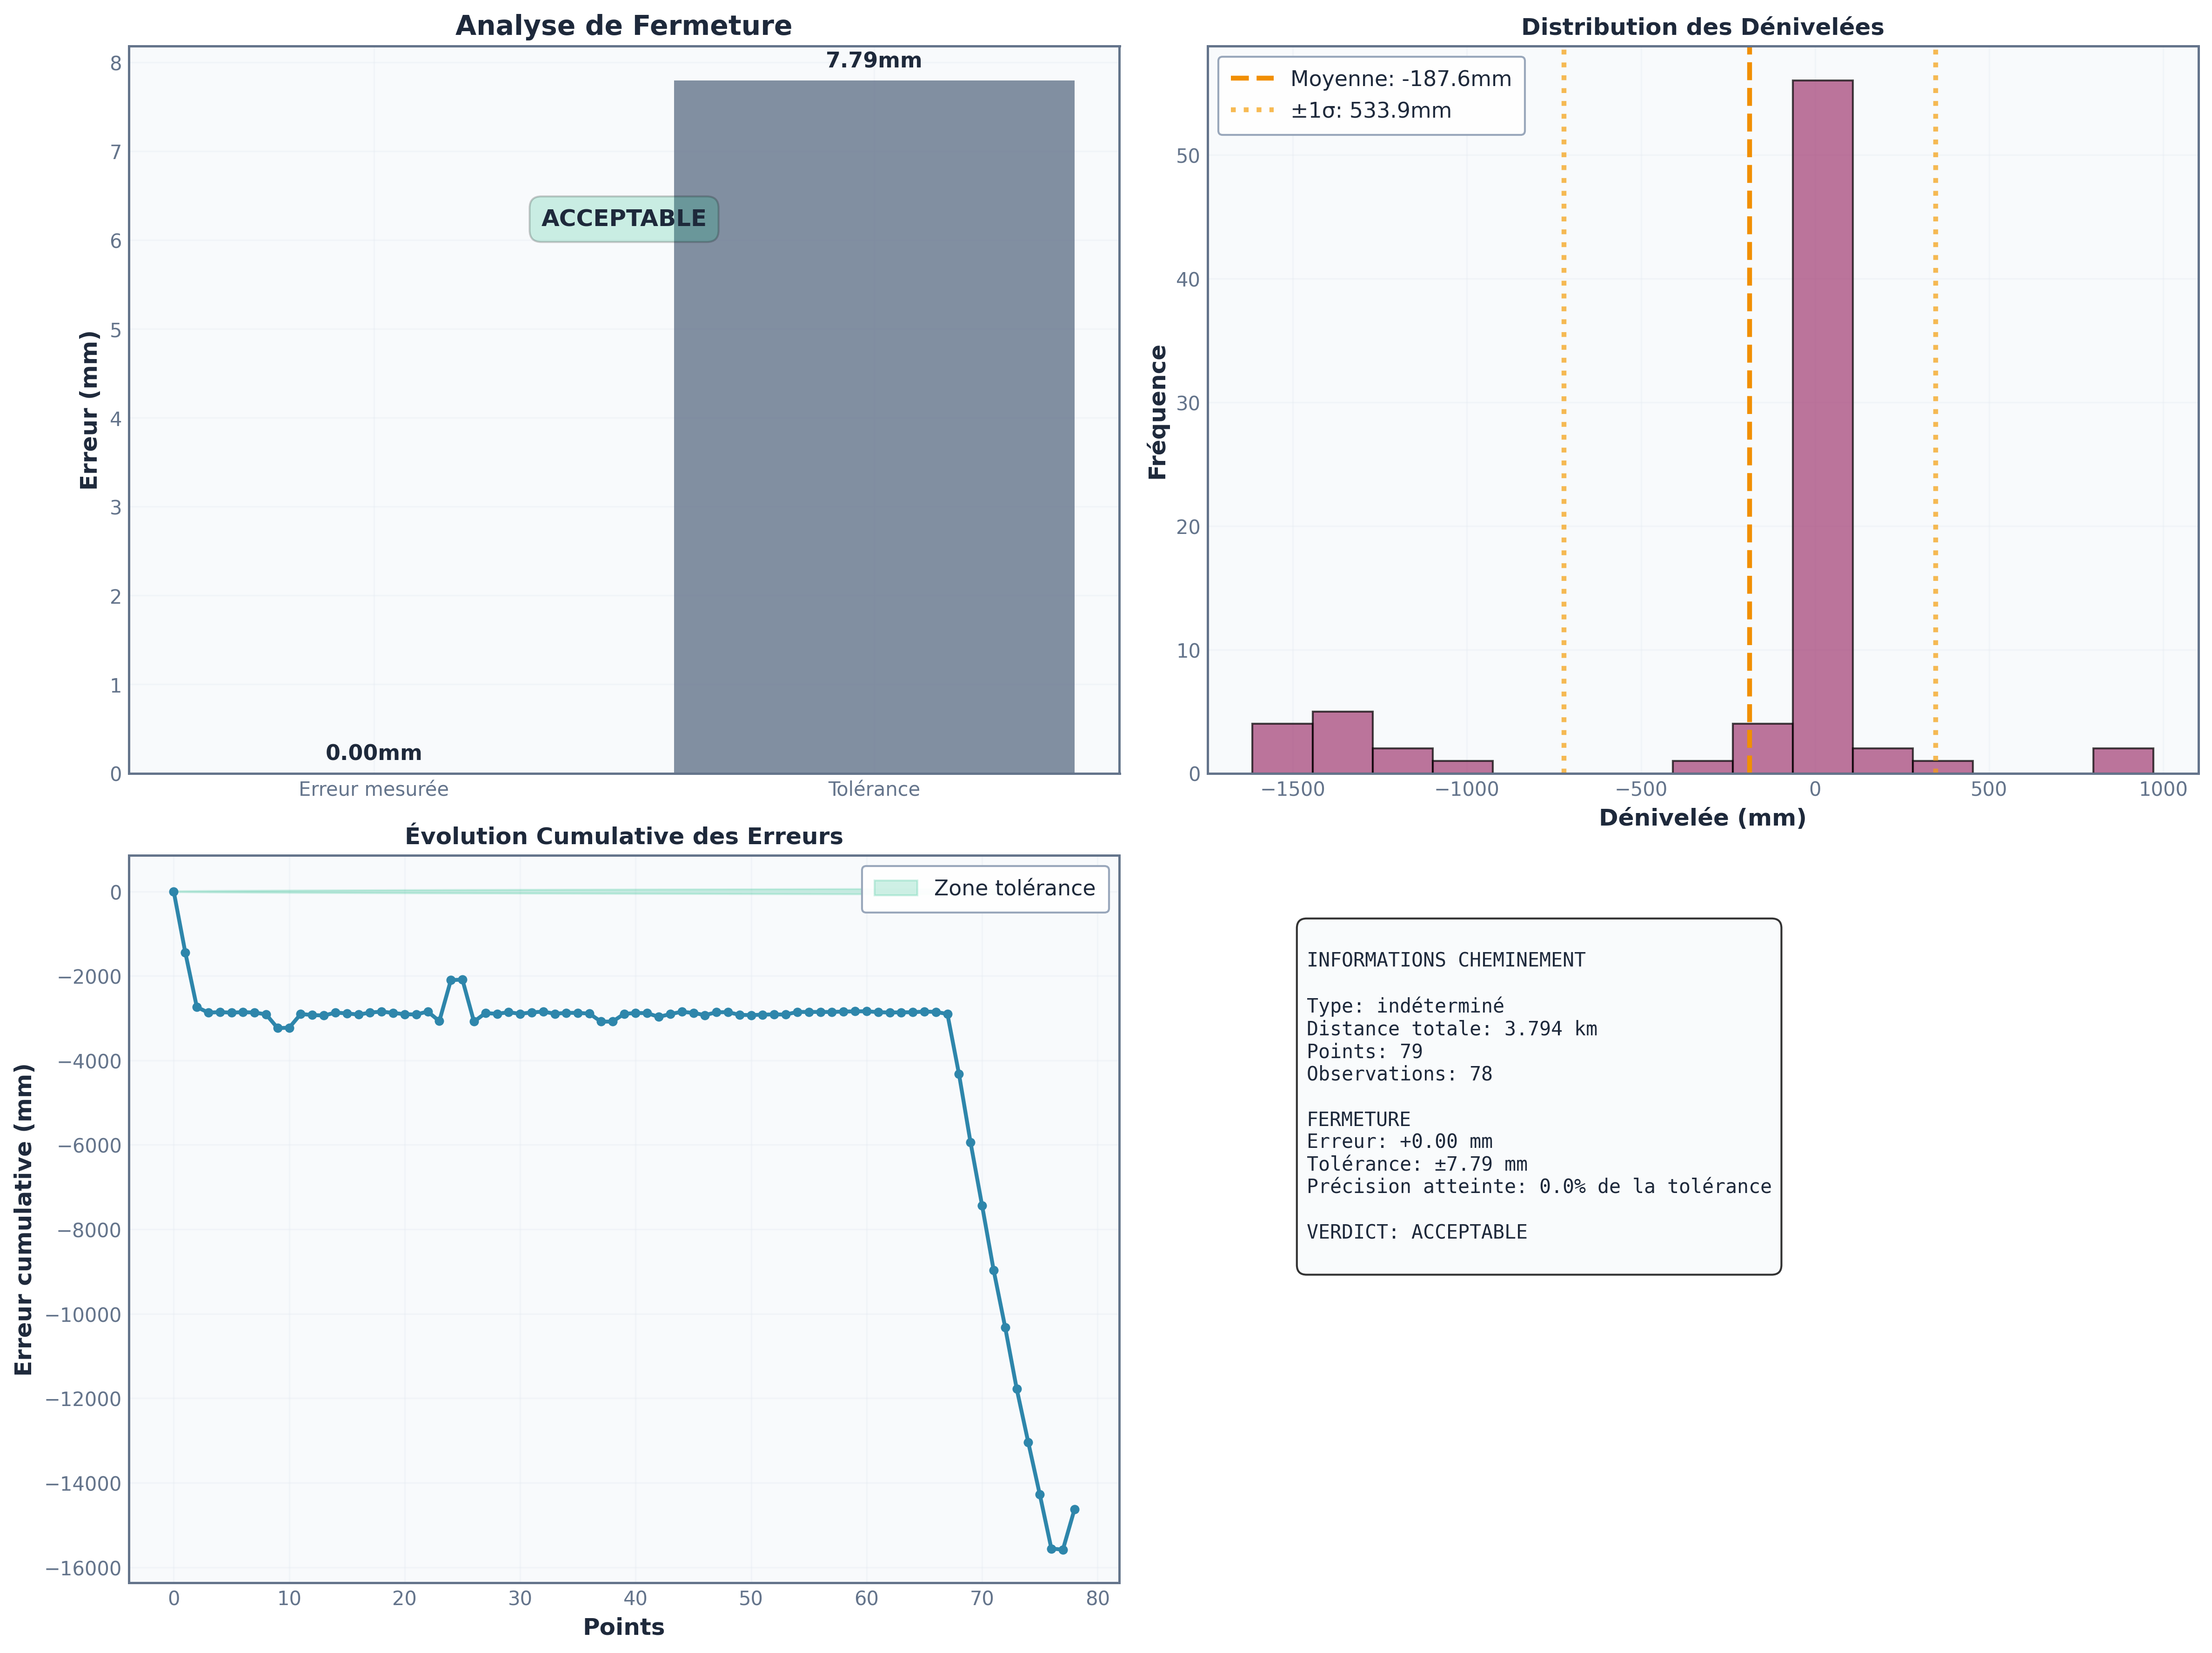 Analyse de Fermeture
8
7
6
5
4
3
2
1
0
Erreur (mm)
7.79mm
ACCEPTABLE
0.00mm
Erreur mesurée
Tolérance
Distribution des Dénivelées
Moyenne: -187.6mm
±1σ: 533.9mm
50
40
30
20
10
0
Fréquence
−1500 −1000 −500 0 500 1000
Dénivelée (mm)
Évolution Cumulative des Erreurs
Zone tolérance
0
−2000
−4000
−6000
−8000
−10000
−12000
−14000
−16000
Erreur cumulative (mm)
0 10 20 30 40 50 60 70 80
Points
INFORMATIONS CHEMINEMENT
Type: indéterminé
Distance totale: 3.794 km
Points: 79
Observations: 78
FERMETURE
Erreur: +0.00 mm
Tolérance: ±7.79 mm
Précision atteinte: 0.0% de la tolérance
VERDICT: ACCEPTABLE